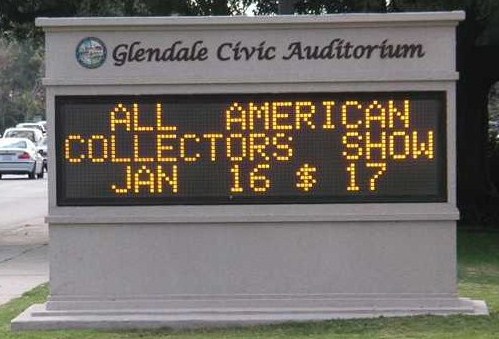 Glendale Civic Auditorium
ALL AMERICAN
COLLECTORS SHOW
JAN 16 $ 17